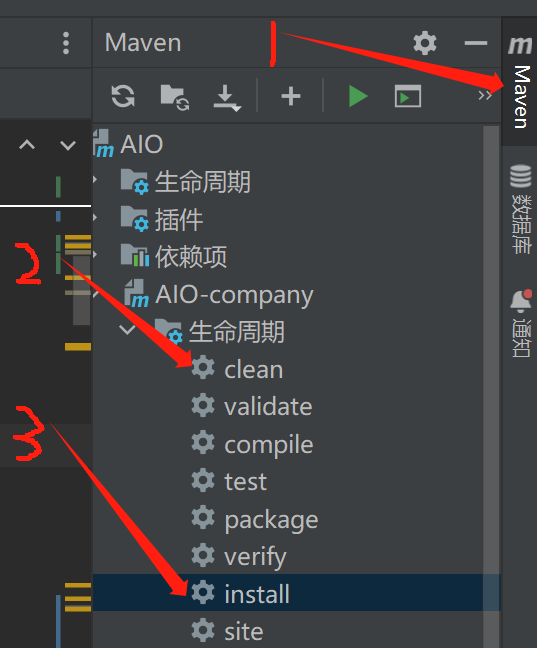 Maven
1
m
Maven
AIO
生命周期
插件
依赖项
AIO-company
生命周期
clean
validate
compile
test
package
verify
install
site
数据库
通知
2
3